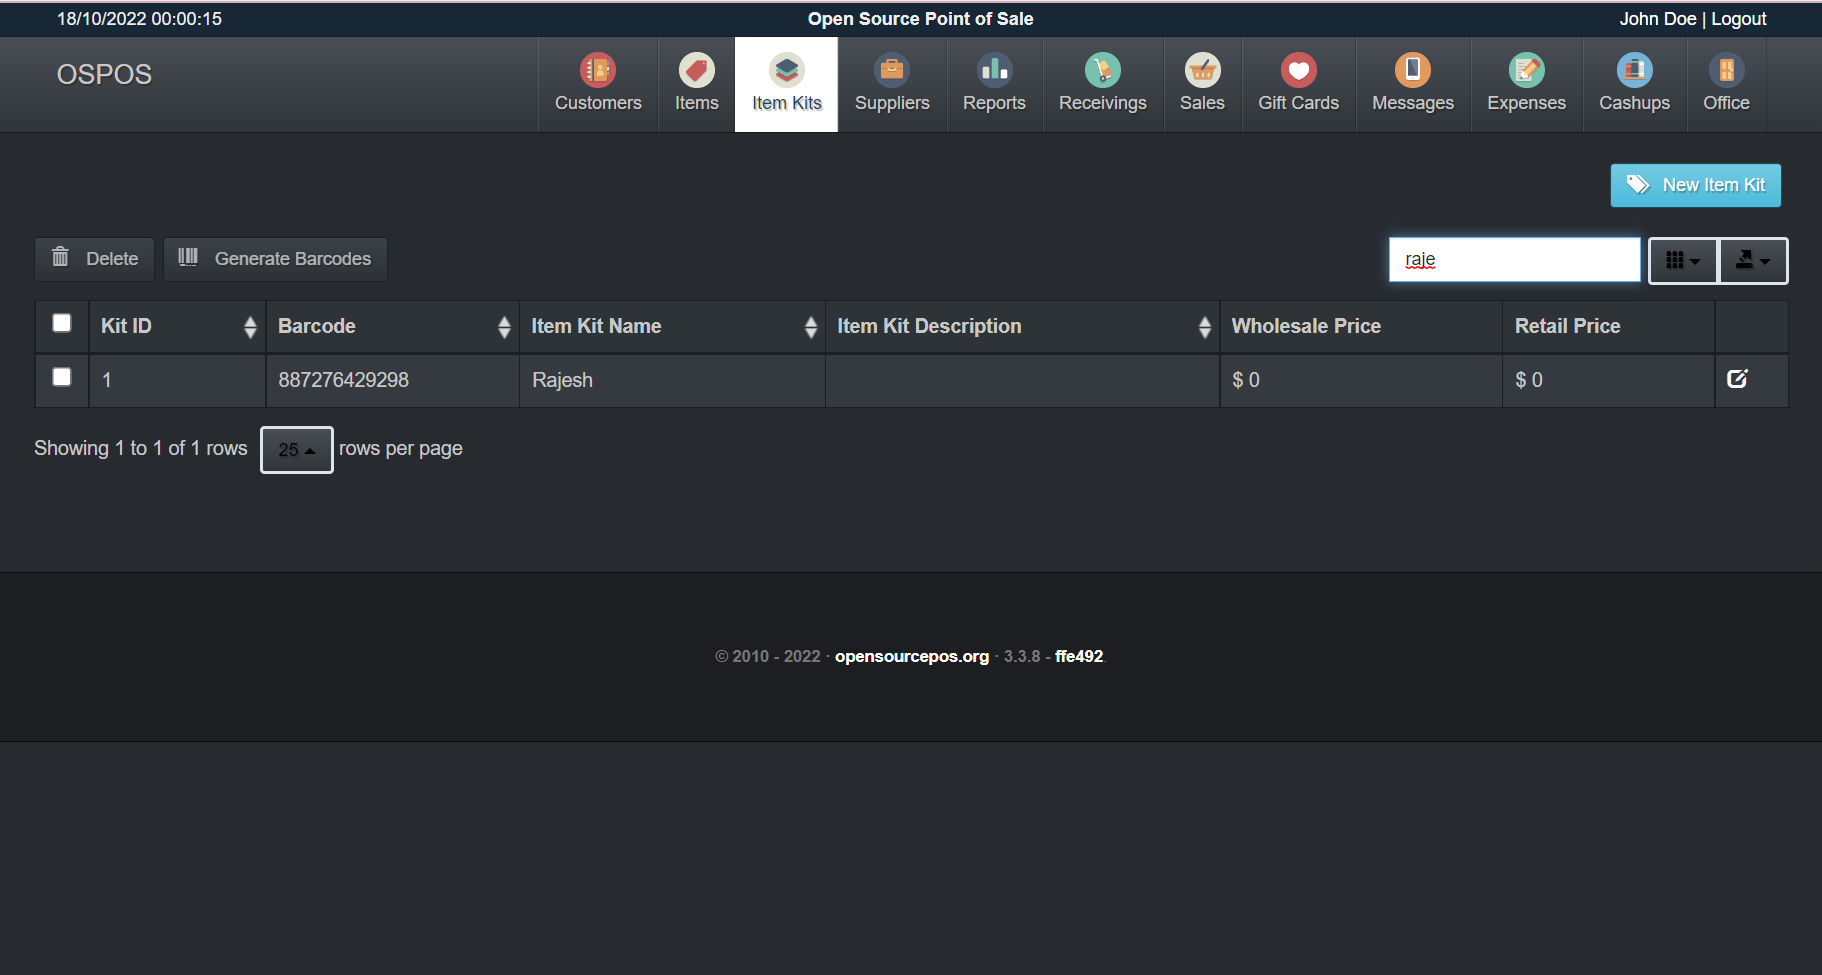 18/10/2022 00:00:15 Open Source Point of Sale John Doe | Logout
OSPOS Customers Items Item Kits Suppliers Reports Receivings Sales Gift Cards Messages Expenses Cashups Office
New Item Kit
Delete Generate Barcodes raje
Kit ID Barcode Item Kit Name Item Kit Description Wholesale Price Retail Price
1 887276429298 Rajesh $ 0 $ 0
Showing 1 to 1 of 1 rows 25 rows per page
© 2010 - 2022 · opensourcepos.org · 3.3.8 - ffe492.